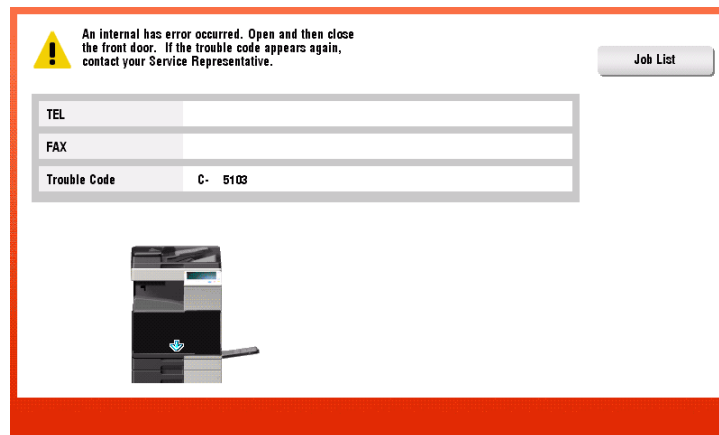 An internal has error occurred. Open and then close
the front door. If the trouble code appears again,
contact your Service Representative.
Job List
TEL
FAX
Trouble Code C- 5103